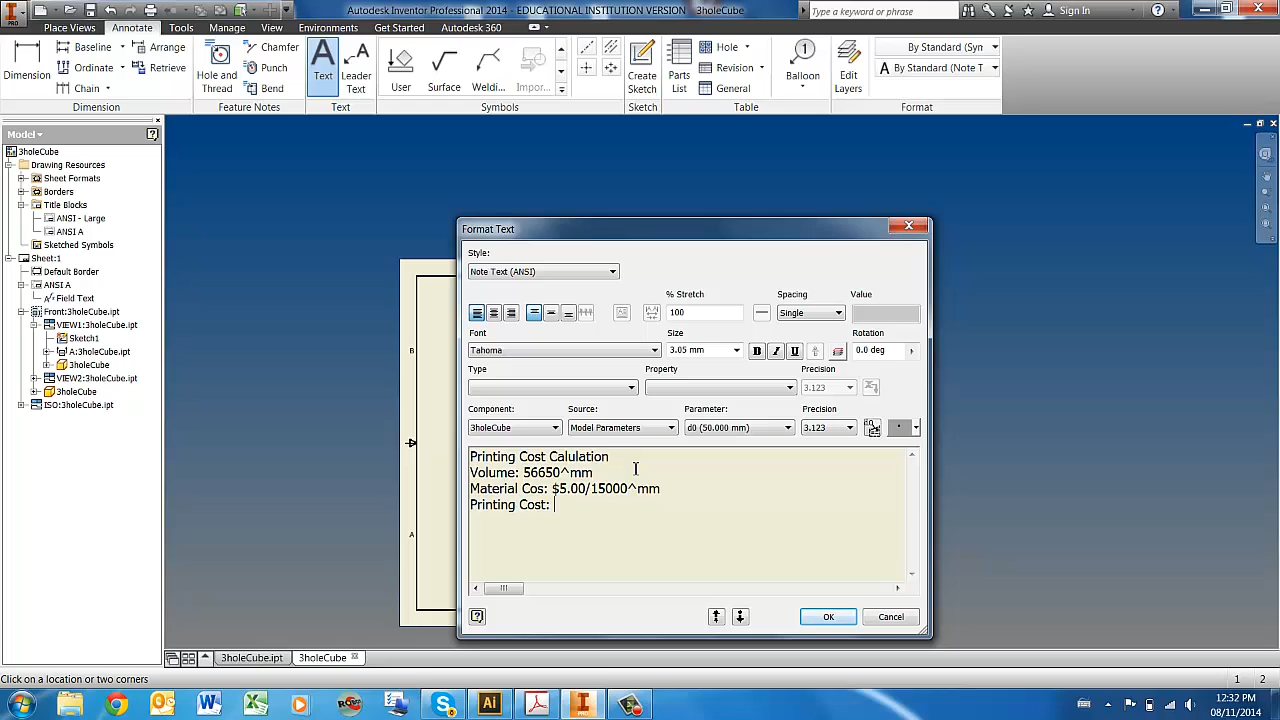 Autodesk Inventor Professional 2014 - EDUCATIONAL INSTITUTION VERSION 3holeCube
Type a keyword or phrase
Sign In
PRO
Place Views
Annotate
Tools
Manage
View
Environments
Get Started
Autodesk 360
Dimension
Baseline
Ordinate
Chain
Arrange
Retrieve
Dimension
Hole and
Thread
Chamfer
Punch
Bend
Feature Notes
Text
Leader
Text
Text
User
Surface
Weldi...
Impor...
Symbols
Create
Sketch
Sketch
Parts
List
Hole
Revision
General
Table
Balloon
Edit
Layers
By Standard (Syn
By Standard (Note T
Format
Model
3holeCube
Drawing Resources
Sheet Formats
Borders
Title Blocks
ANSI - Large
ANSI A
Sketched Symbols
Sheet:1
Default Border
ANSI A
Field Text
Front:3holeCube.ipt
VIEW1:3holeCube.ipt
Sketch1
A:3holeCube.ipt
3holeCube
VIEW2:3holeCube.ipt
3holeCube
ISO:3holeCube.ipt
B
A
Format Text
Style:
Note Text (ANSI)
% Stretch
100
Spacing
Single
Value
Font
Tahoma
Size
3.05 mm
B I U
Rotation
0.0 deg
Type
Property
Precision
3.123
Component:
3holeCube
Source:
Model Parameters
Parameter:
d0 (50.000 mm)
Precision
3.123
Printing Cost Calulation
Volume: 56650^mm
Material Cos: $5.00/15000^mm
Printing Cost:
OK
Cancel
3holeCube.ipt
3holeCube
Click on a location or two corners
1
2
12:32 PM
08/11/2014